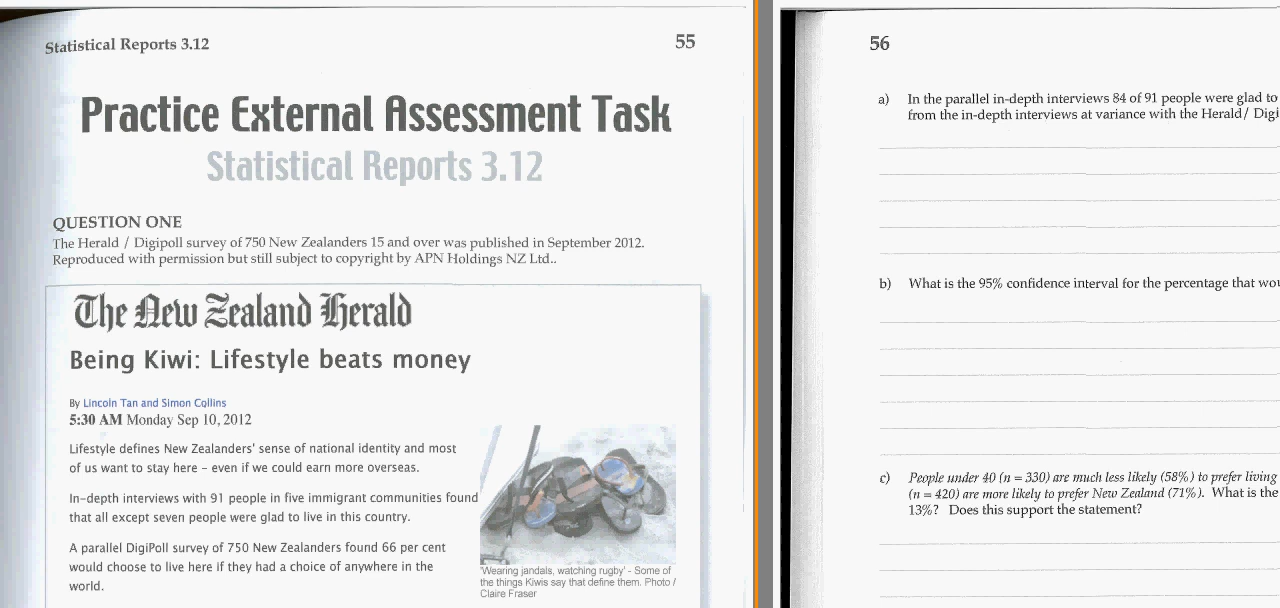 Statistical Reports 3.12
55
Practice External Assessment Task
Statistical Reports 3.12
QUESTION ONE
The Herald / Digipoll survey of 750 New Zealanders 15 and over was published in September 2012.
Reproduced with permission but still subject to copyright by APN Holdings NZ Ltd..
The New Zealand Herald
Being Kiwi: Lifestyle beats money
By Lincoln Tan and Simon Collins
5:30 AM Monday Sep 10, 2012
Lifestyle defines New Zealanders' sense of national identity and most
of us want to stay here – even if we could earn more overseas.
In-depth interviews with 91 people in five immigrant communities found
that all except seven people were glad to live in this country.
A parallel DigiPoll survey of 750 New Zealanders found 66 per cent
would choose to live here if they had a choice of anywhere in the
world.
'Wearing jandals, watching rugby' - Some of
the things Kiwis say that define them. Photo /
Claire Fraser
56
a) In the parallel in-depth interviews 84 of 91 people were glad to
from the in-depth interviews at variance with the Herald/ Digi
b) What is the 95% confidence interval for the percentage that wou
c) People under 40 (n = 330) are much less likely (58%) to prefer living
(n = 420) are more likely to prefer New Zealand (71%). What is the
13%? Does this support the statement?